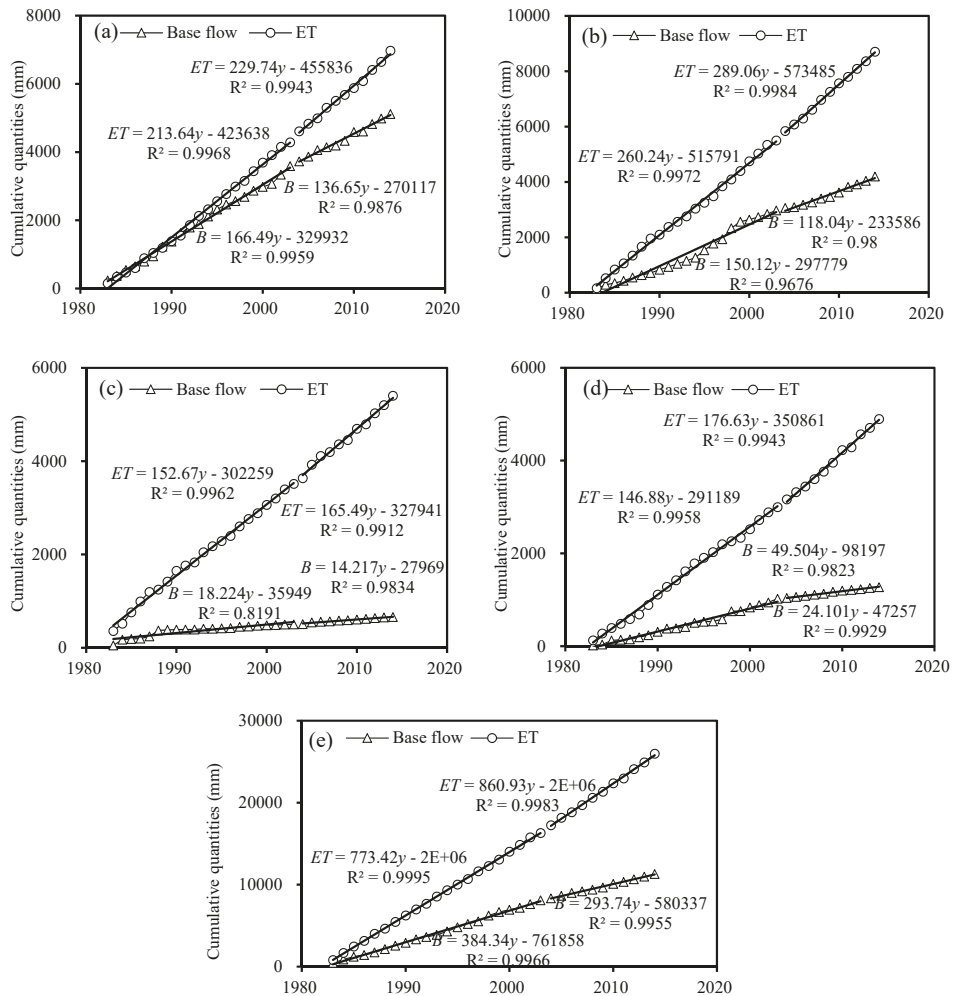 (a) Base flow ET
8000
6000
4000
2000
0
Cumulative quantities (mm)
ET = 229.74y - 455836
R² = 0.9943
ET = 213.64y - 423638
R² = 0.9968
B = 136.65y - 270117
R² = 0.9876
B = 166.49y - 329932
R² = 0.9959
1980 1990 2000 2010 2020
(b) Base flow ET
10000
8000
6000
4000
2000
0
Cumulative quantities (mm)
ET = 289.06y - 573485
R² = 0.9984
ET = 260.24y - 515791
R² = 0.9972
B = 118.04y - 233586
R² = 0.98
B = 150.12y - 297779
R² = 0.9676
1980 1990 2000 2010 2020
(c) Base flow ET
6000
4000
2000
0
Cumulative quantities (mm)
ET = 152.67y - 302259
R² = 0.9962
ET = 165.49y - 327941
R² = 0.9912
B = 14.217y - 27969
R² = 0.9834
B = 18.224y - 35949
R² = 0.8191
1980 1990 2000 2010 2020
(d) Base flow ET
6000
4000
2000
0
Cumulative quantities (mm)
ET = 176.63y - 350861
R² = 0.9943
ET = 146.88y - 291189
R² = 0.9958
B = 49.504y - 98197
R² = 0.9823
B = 24.101y - 47257
R² = 0.9929
1980 1990 2000 2010 2020
(e) Base flow ET
30000
20000
10000
0
Cumulative quantities (mm)
ET = 860.93y - 2E+06
R² = 0.9983
ET = 773.42y - 2E+06
R² = 0.9995
B = 293.74y - 580337
R² = 0.9955
B = 384.34y - 761858
R² = 0.9966
1980 1990 2000 2010 2020